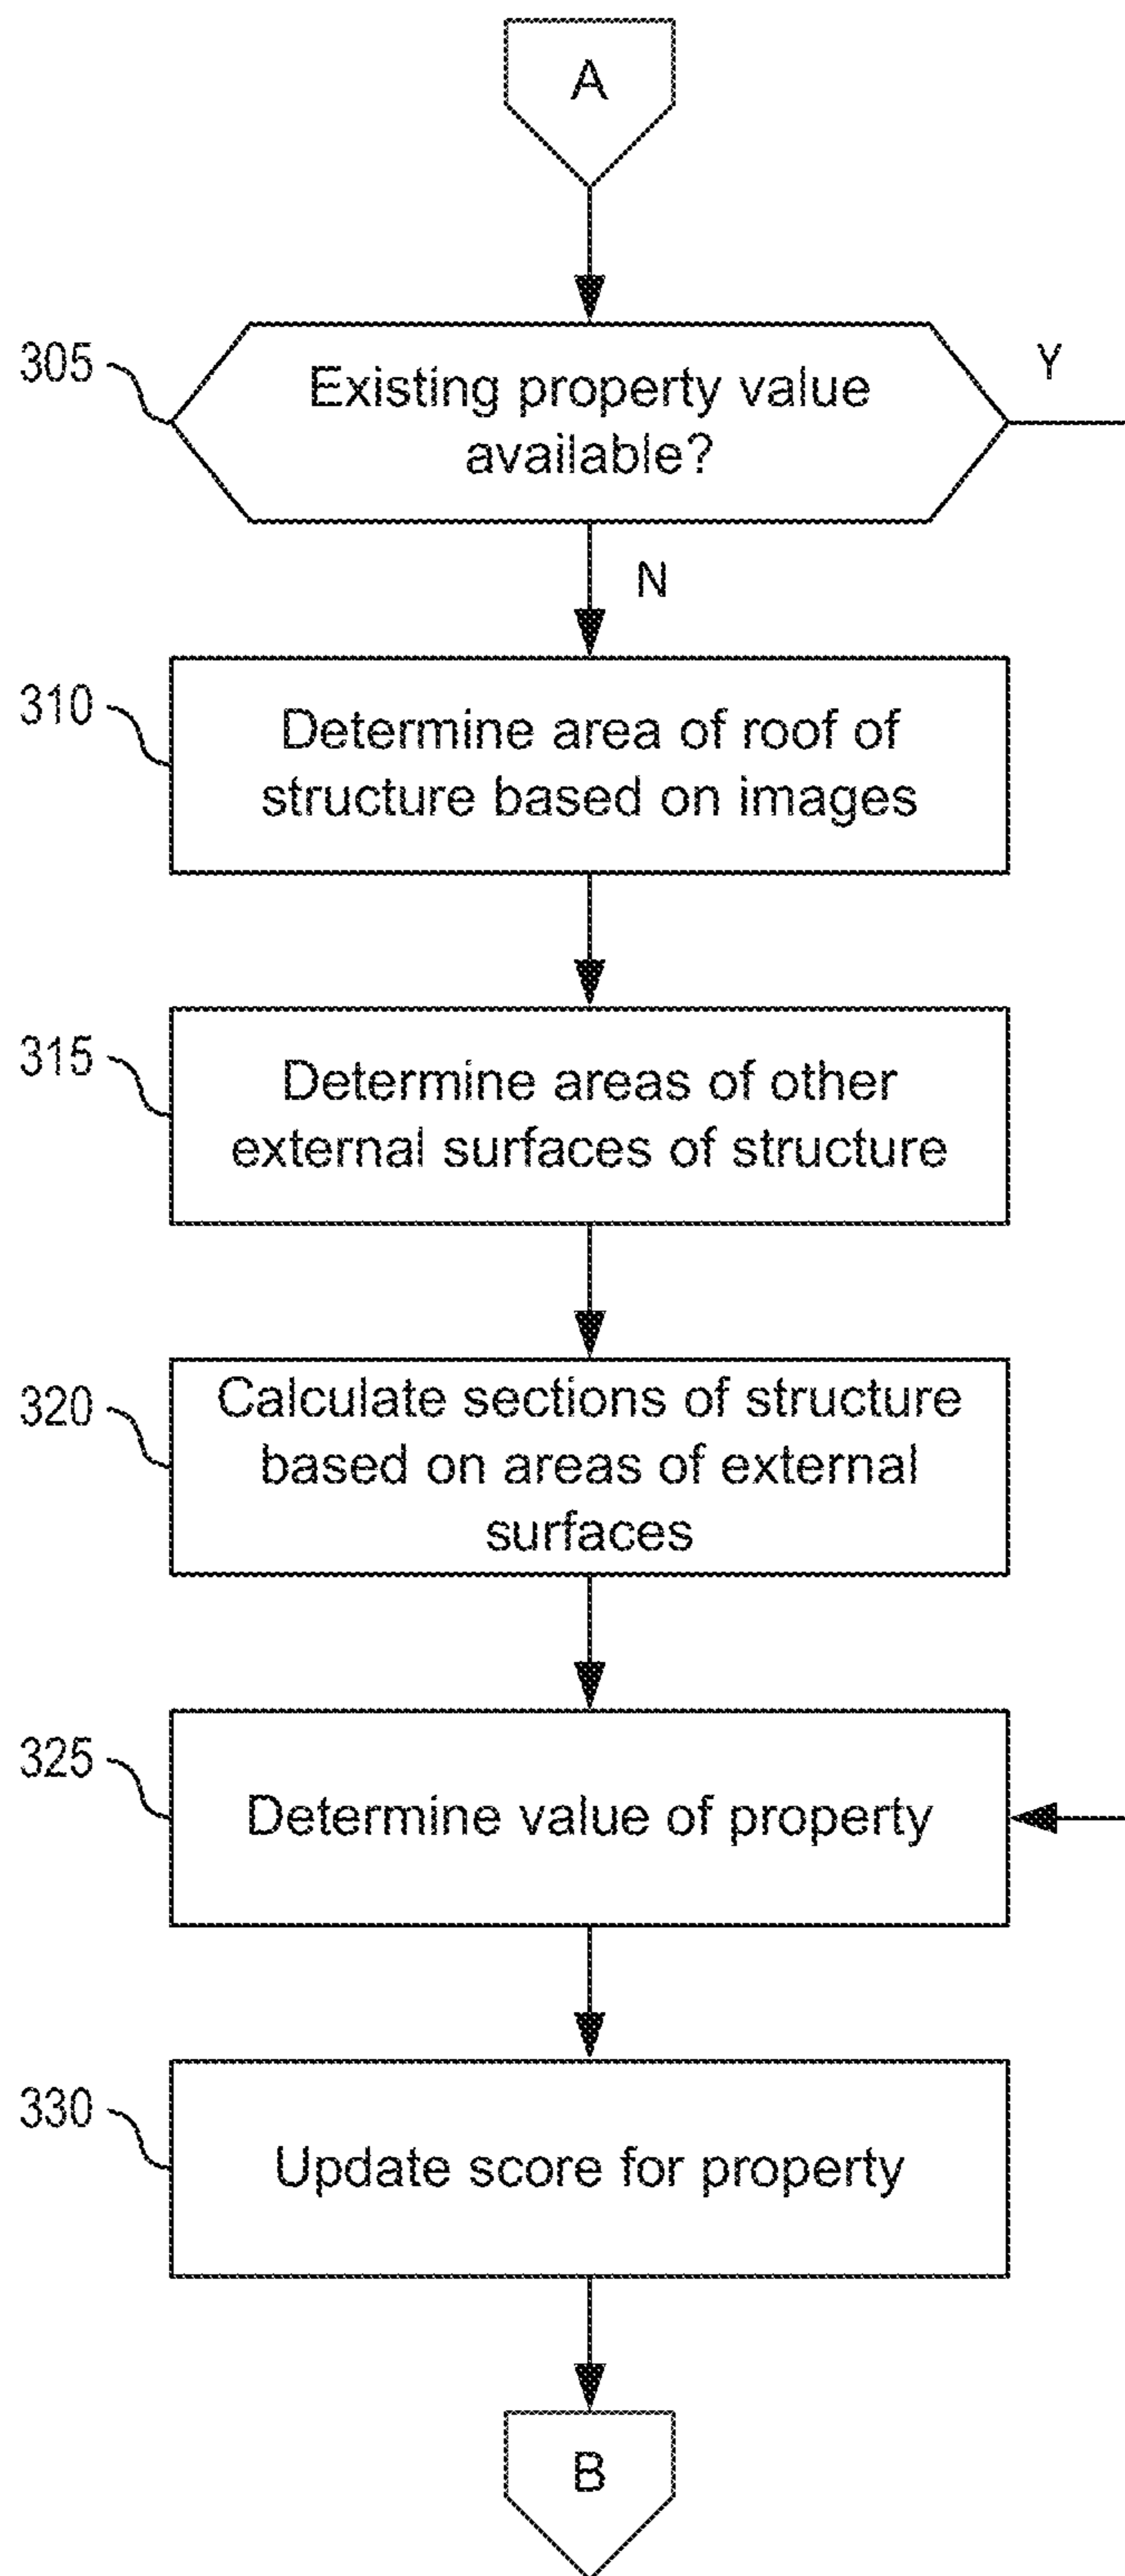 A
305
Existing property value
available?
Y
N
310
Determine area of roof of
structure based on images
315
Determine areas of other
external surfaces of structure
320
Calculate sections of structure
based on areas of external
surfaces
325
Determine value of property
330
Update score for property
B